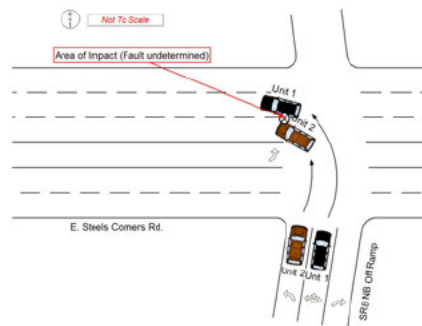 Not To Scale
Area of Impact (Fault undetermined)
Unit 1
Unit 2
E. Steels Corners Rd.
Unit 2
Unit 1
SR8 NB Off Ramp